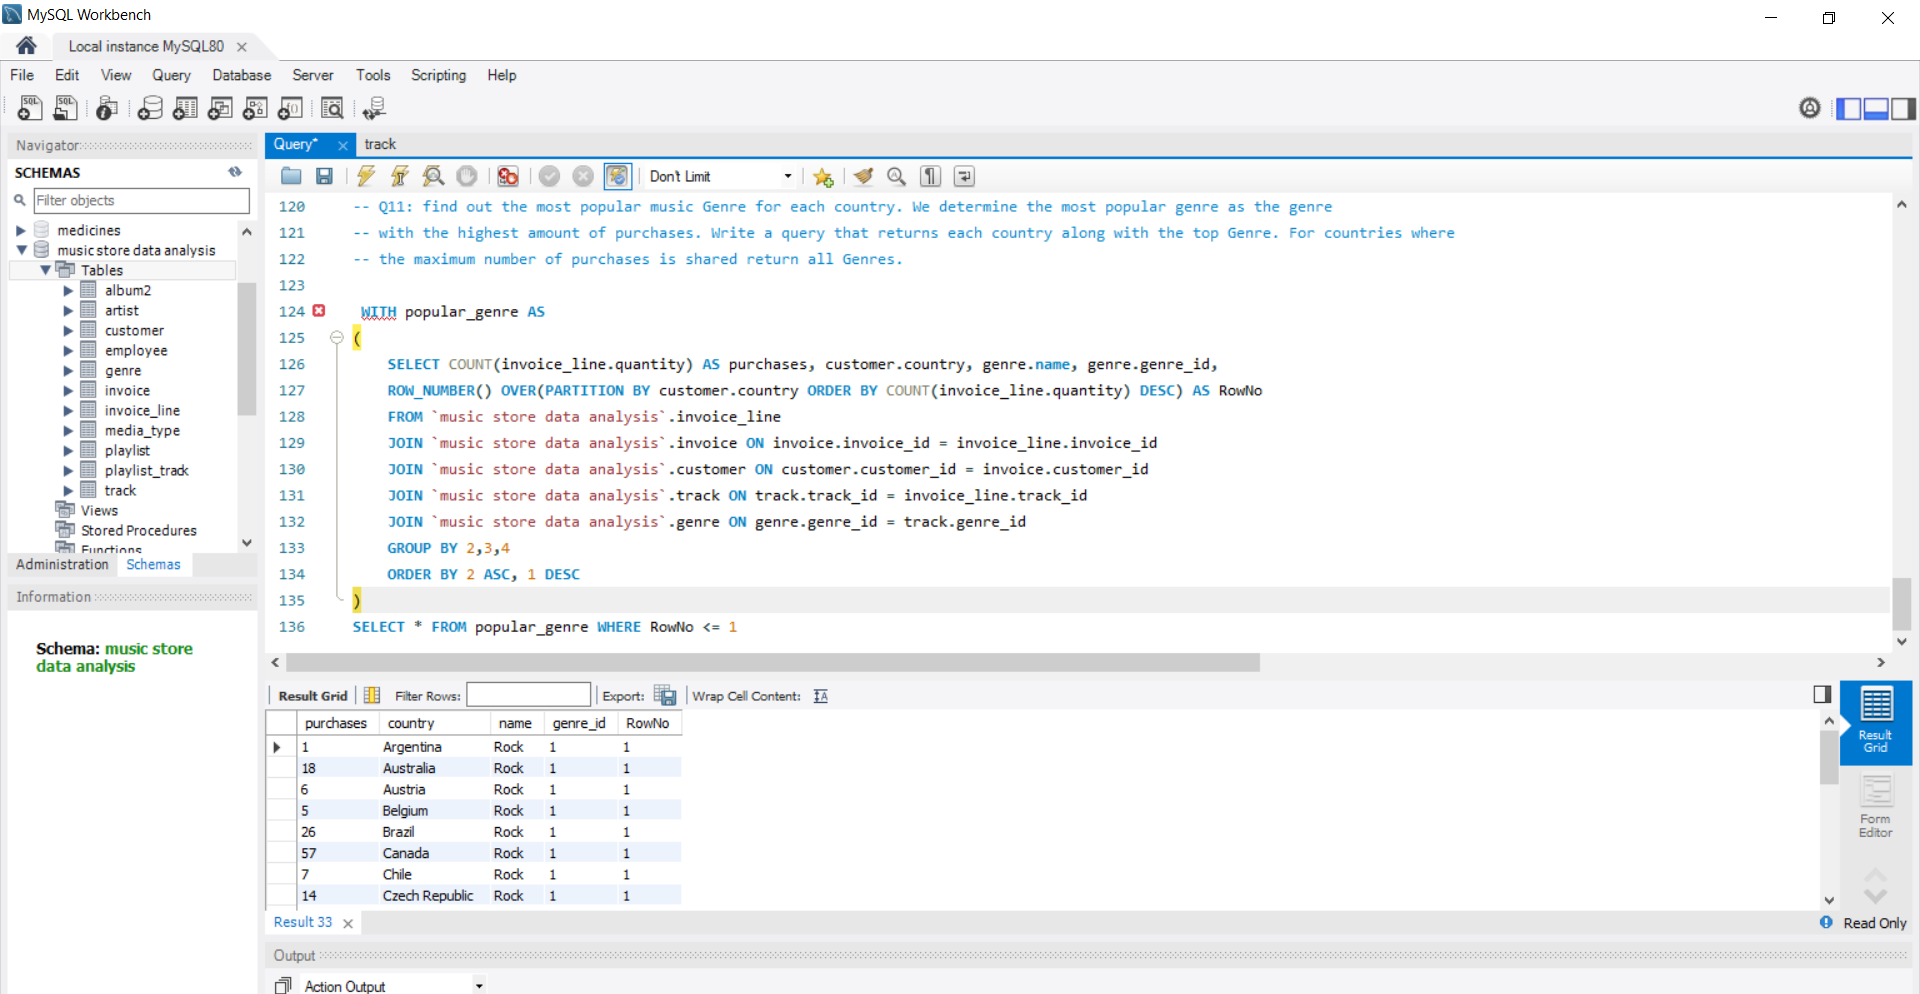 MySQL Workbench
Local instance MySQL80
File Edit View Query Database Server Tools Scripting Help
Navigator
SCHEMAS
Filter objects
medicines
music store data analysis
Tables
album2
artist
customer
employee
genre
invoice
invoice_line
media_type
playlist
playlist_track
track
Views
Stored Procedures
Functions
Administration Schemas
Information
Schema: music store
data analysis
Query* track
Don't Limit
120 -- Q11: find out the most popular music Genre for each country. We determine the most popular genre as the genre
121 -- with the highest amount of purchases. Write a query that returns each country along with the top Genre. For countries where
122 -- the maximum number of purchases is shared return all Genres.
123
124 WITH popular_genre AS
125 (
126 SELECT COUNT(invoice_line.quantity) AS purchases, customer.country, genre.name, genre.genre_id,
127 ROW_NUMBER() OVER(PARTITION BY customer.country ORDER BY COUNT(invoice_line.quantity) DESC) AS RowNo
128 FROM `music store data analysis`.invoice_line
129 JOIN `music store data analysis`.invoice ON invoice.invoice_id = invoice_line.invoice_id
130 JOIN `music store data analysis`.customer ON customer.customer_id = invoice.customer_id
131 JOIN `music store data analysis`.track ON track.track_id = invoice_line.track_id
132 JOIN `music store data analysis`.genre ON genre.genre_id = track.genre_id
133 GROUP BY 2,3,4
134 ORDER BY 2 ASC, 1 DESC
135 )
136 SELECT * FROM popular_genre WHERE RowNo <= 1
Result Grid Filter Rows: Export: Wrap Cell Content:
purchases country name genre_id RowNo
1 Argentina Rock 1 1
18 Australia Rock 1 1
6 Austria Rock 1 1
5 Belgium Rock 1 1
26 Brazil Rock 1 1
57 Canada Rock 1 1
7 Chile Rock 1 1
14 Czech Republic Rock 1 1
Result
Grid
Form
Editor
Result 33
Read Only
Output
Action Output